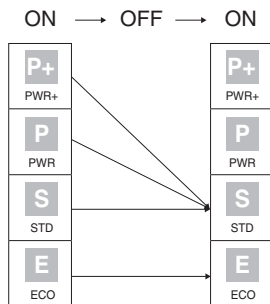 ON → OFF → ON
P+ P+
PWR+ PWR+
P P
PWR PWR
S S
STD STD
E E
ECO ECO